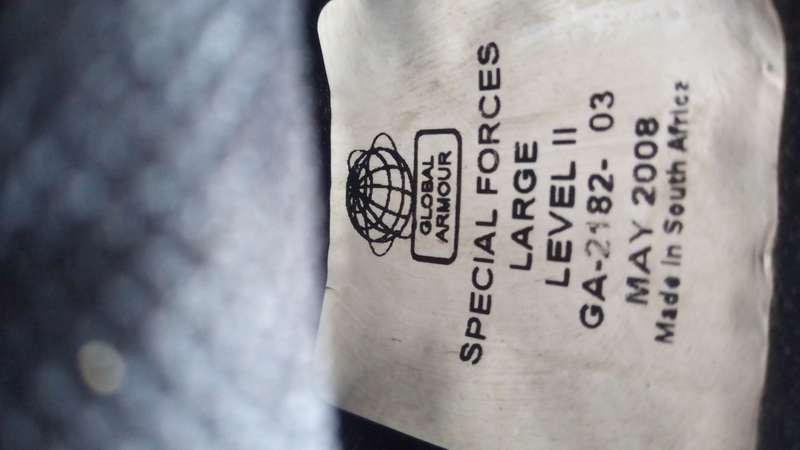 GLOBAL
ARMOUR
SPECIAL FORCES
LARGE
LEVEL II
GA-2182- 03
MAY 2008
Made In South Africa